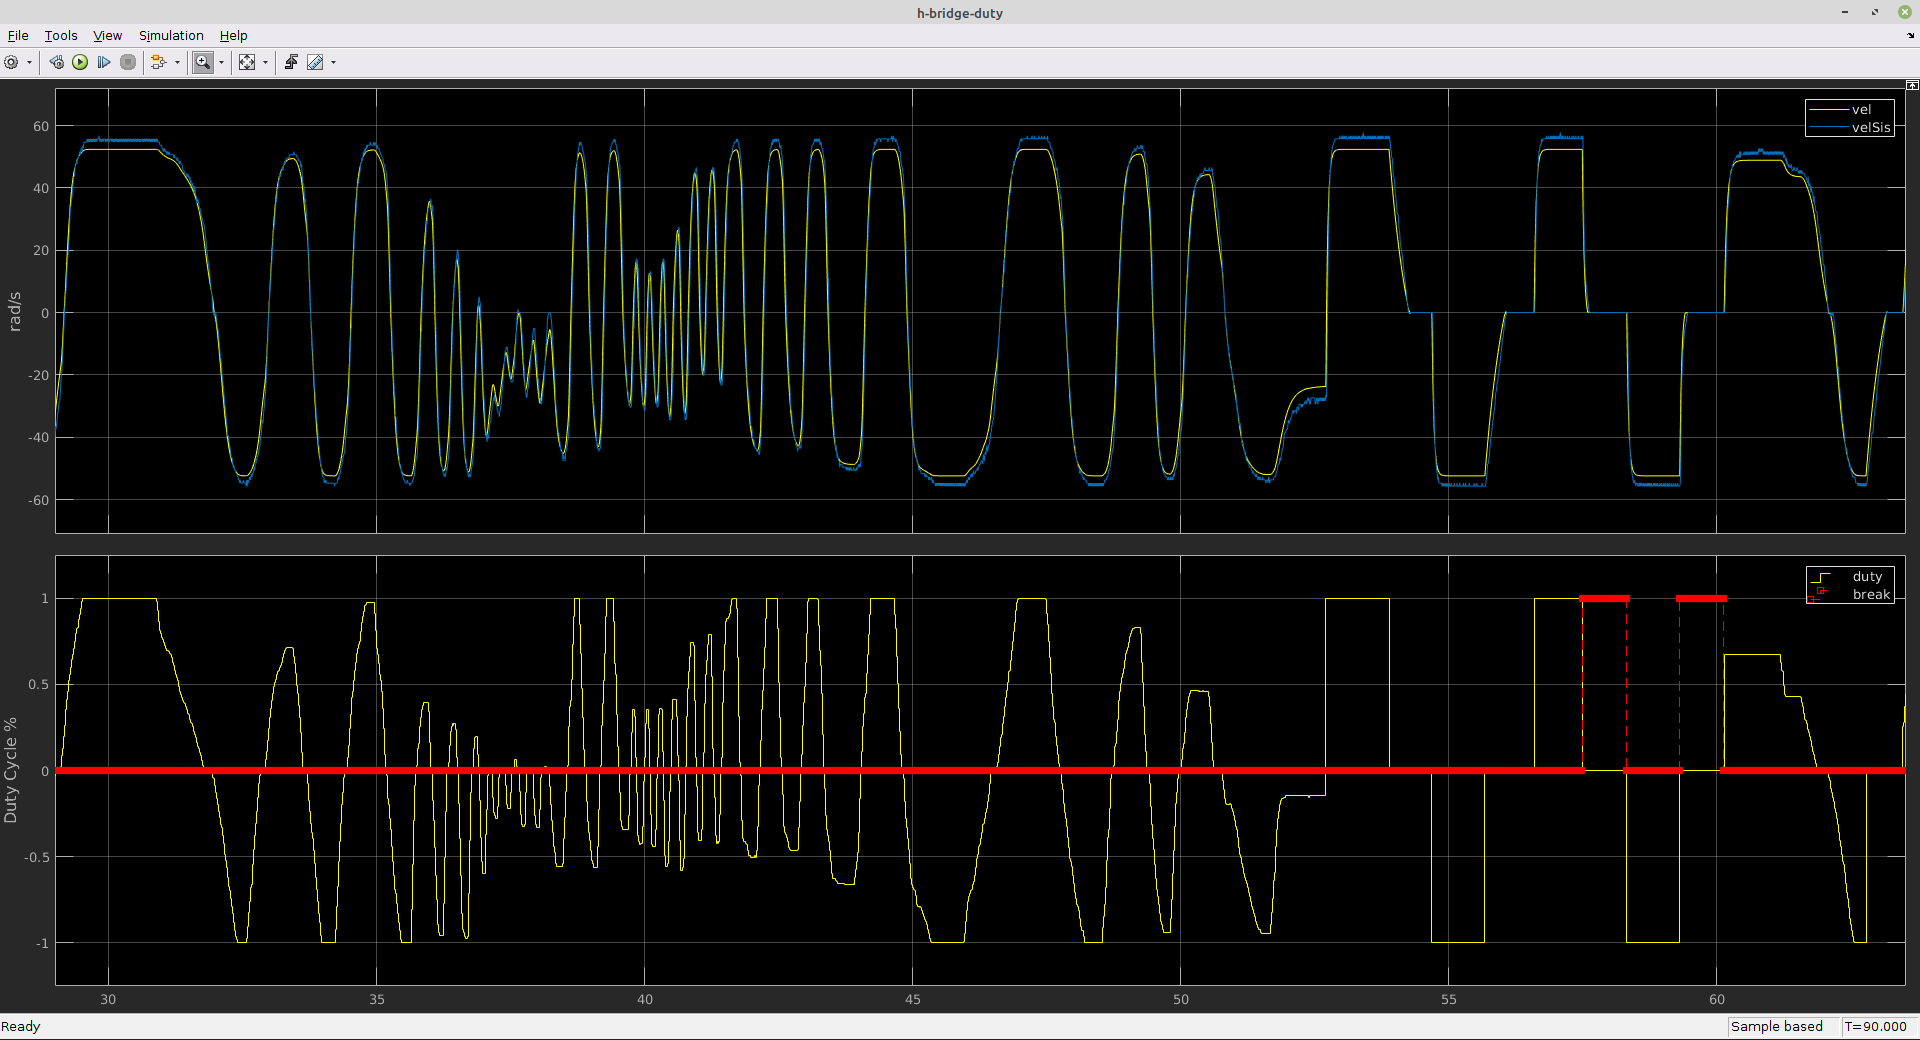 h-bridge-duty
File Tools View Simulation Help
vel
velSis
60
40
20
0
-20
-40
-60
rad/s
duty
break
1
0.5
0
-0.5
-1
Duty Cycle %
30 35 40 45 50 55 60
Ready
Sample based T=90.000